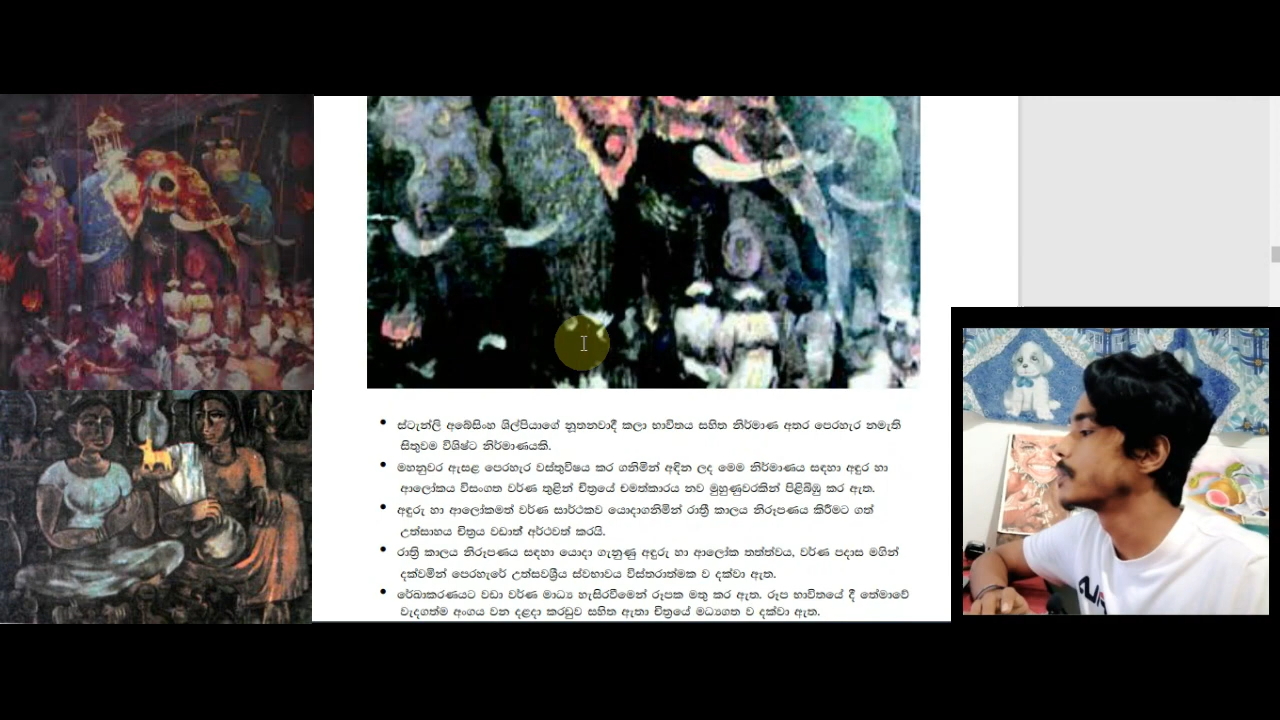 ස්ටැන්ලි අබේසිංහ ශිල්පියාගේ නූතනවාදී කලා භාවිතය සහිත නිර්මාණ අතර පෙරහැර නමැති
සිතුවම විශිෂ්ට නිර්මාණයකි.
මහනුවර ඇසළ පෙරහැර වස්තුවිෂය කර ගනිමින් අඳින ලද මෙම නිර්මාණය සඳහා අඳුර හා
ආලෝකය විසංගත වර්ණ තුළින් චිත්‍රයේ චමත්කාරය නව මුහුණුවරකින් පිළිබිඹු කර ඇත.
අඳුරු හා ආලෝකමත් වර්ණ සාර්ථකව යොදාගනිමින් රාත්‍රී කාලය නිරූපණය කිරීමට ගත්
උත්සාහය චිත්‍රය වඩාත් අර්ථවත් කරයි.
රාත්‍රි කාලය නිරූපණය සඳහා යොදා ගැනුණු අඳුරු හා ආලෝක තත්ත්වය, වර්ණ පදාස මගින්
දක්වමින් පෙරහැරේ උත්සවශ්‍රීය ස්වභාවය විස්තරාත්මක ව දක්වා ඇත.
රේඛාකරණයට වඩා වර්ණ මාධ්‍ය හැසිරවීමෙන් රූපක මතු කර ඇත. රූප භාවිතයේ දී තේමාවේ
වැදගත්ම අංගය වන දළදා කරඬුව සහිත ඇතා චිත්‍රයේ මධ්‍යගත ව දක්වා ඇත.